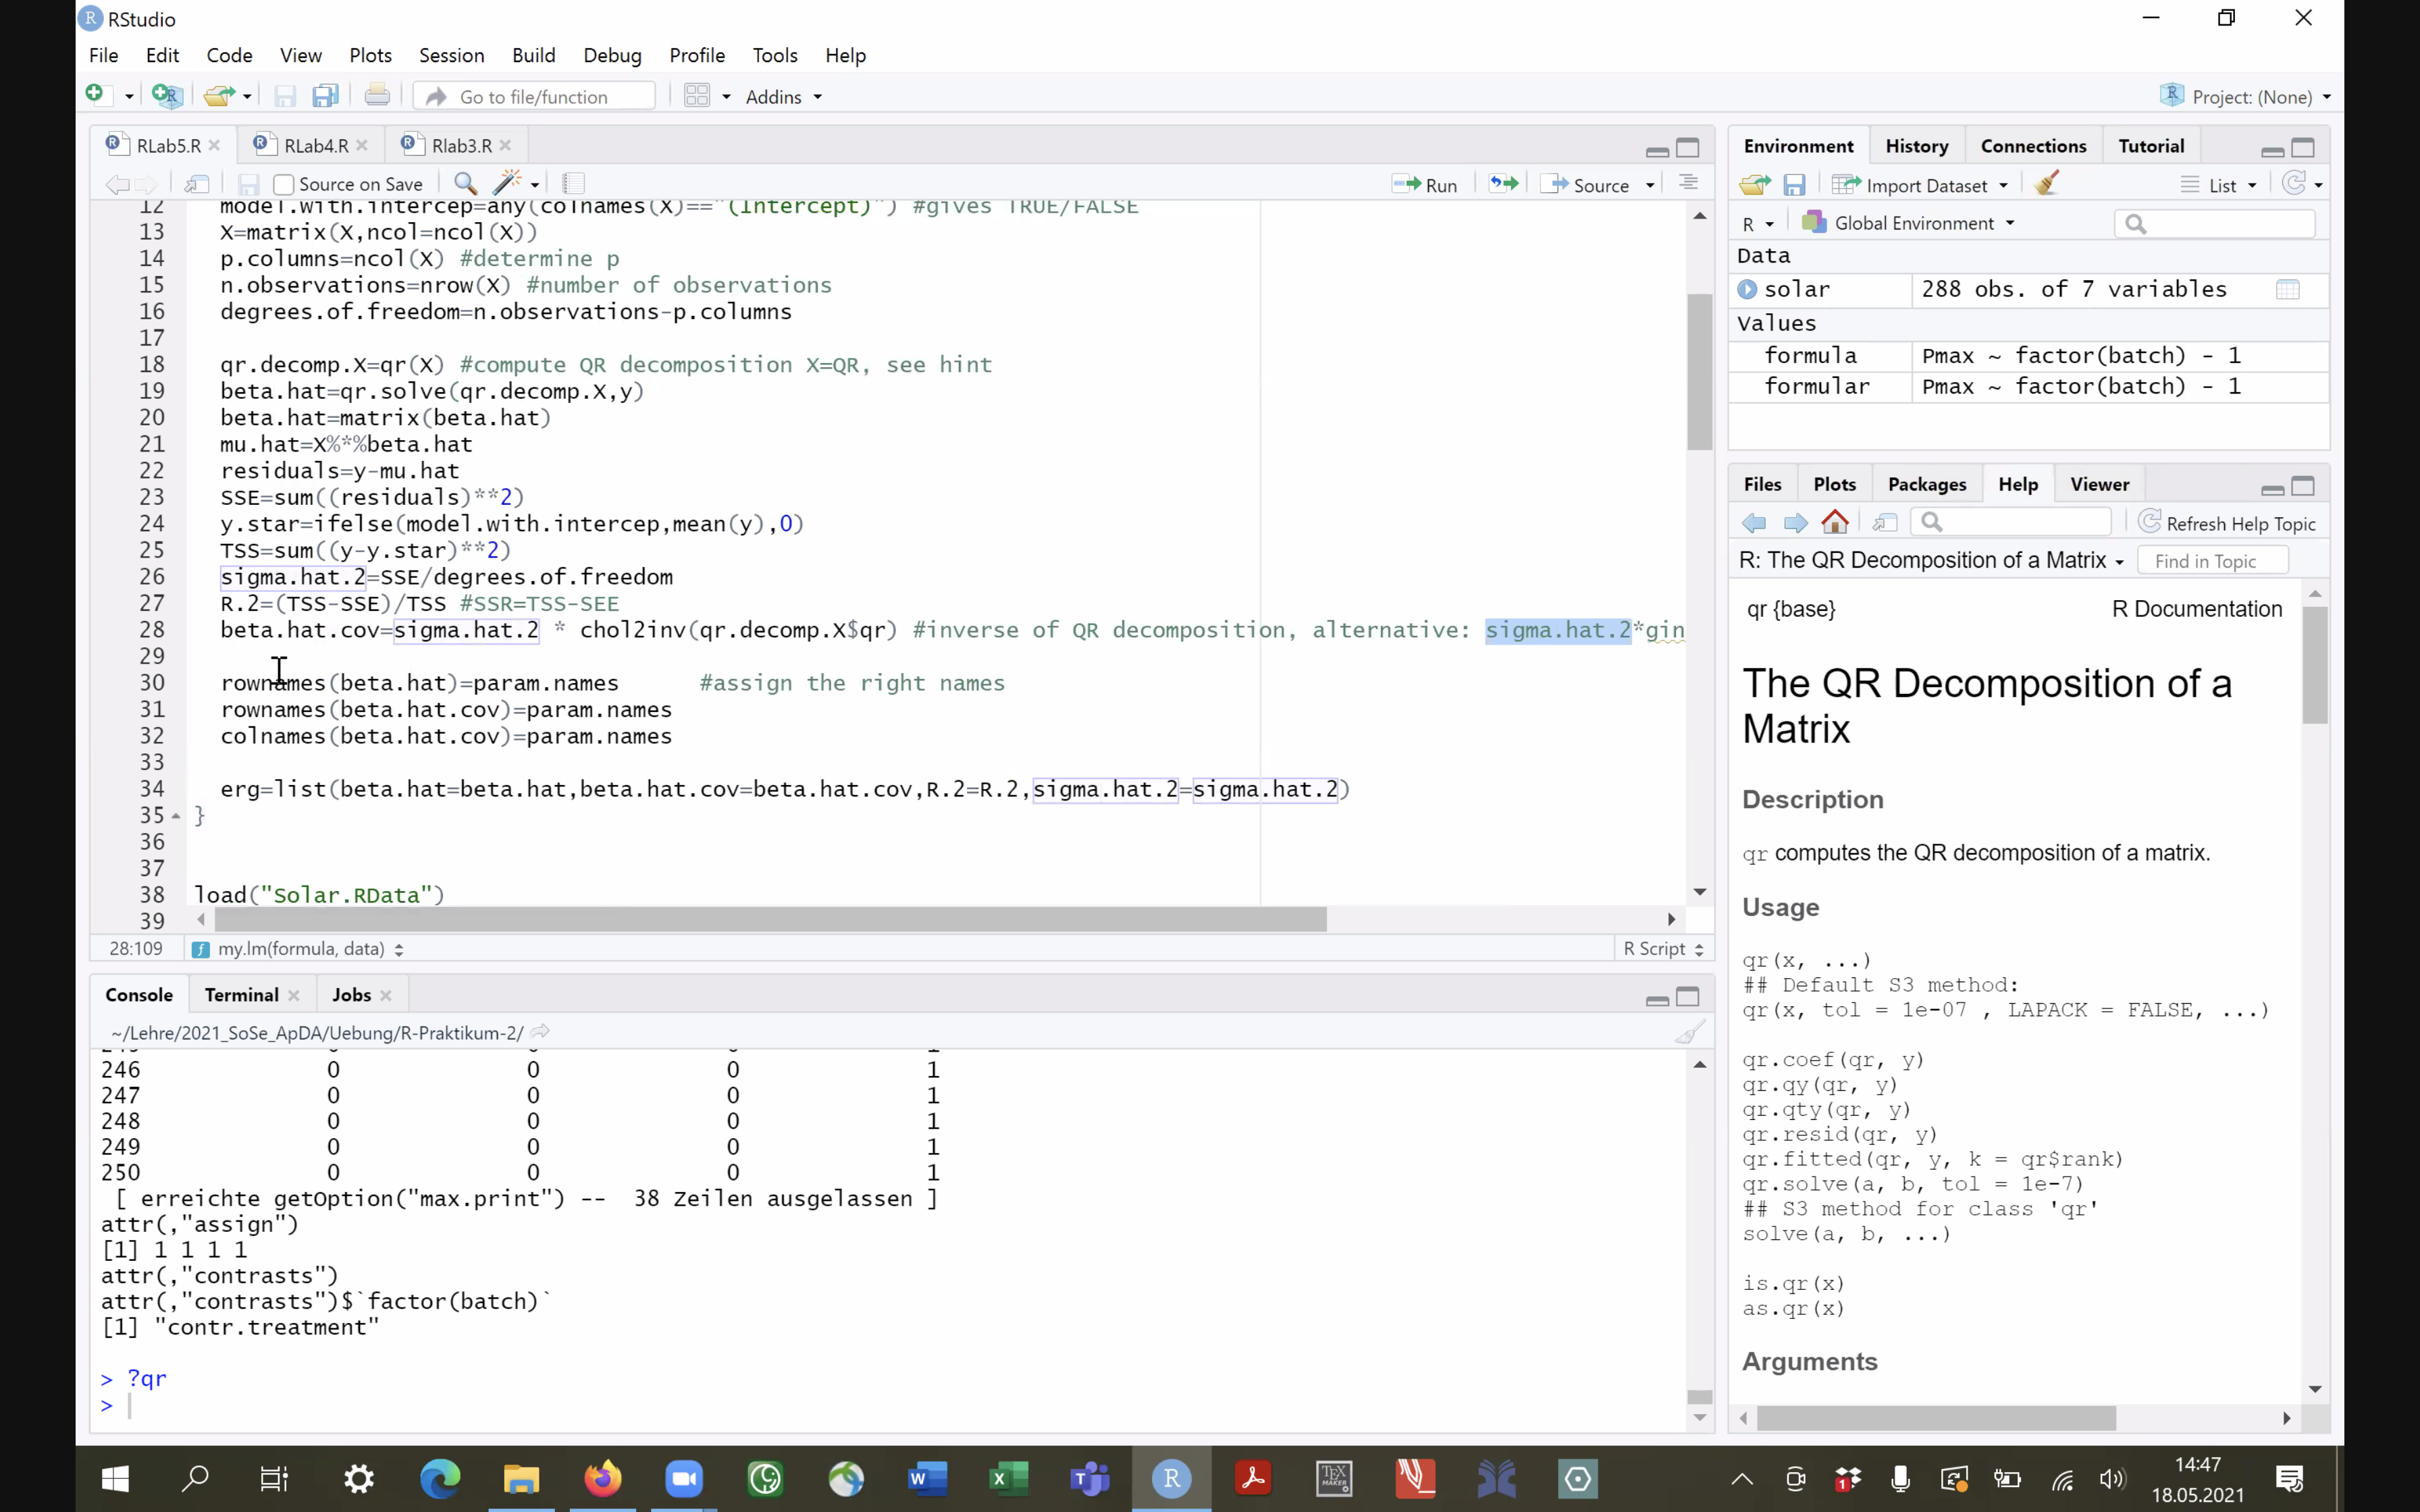 RStudio
File Edit Code View Plots Session Build Debug Profile Tools Help
Go to file/function Addins Project: (None)
RLab5.R RLab4.R Rlab3.R
Source on Save Run Source
12 model.with.intercep=any(colnames(X)=="(Intercept)") #gives TRUE/FALSE
13 X=matrix(X,ncol=ncol(X))
14 p.columns=ncol(X) #determine p
15 n.observations=nrow(X) #number of observations
16 degrees.of.freedom=n.observations-p.columns
17
18 qr.decomp.X=qr(X) #compute QR decomposition X=QR, see hint
19 beta.hat=qr.solve(qr.decomp.X,y)
20 beta.hat=matrix(beta.hat)
21 mu.hat=X%*%beta.hat
22 residuals=y-mu.hat
23 SSE=sum((residuals)**2)
24 y.star=ifelse(model.with.intercep,mean(y),0)
25 TSS=sum((y-y.star)**2)
26 sigma.hat.2=SSE/degrees.of.freedom
27 R.2=(TSS-SSE)/TSS #SSR=TSS-SEE
28 beta.hat.cov=sigma.hat.2 * chol2inv(qr.decomp.X$qr) #inverse of QR decomposition, alternative: sigma.hat.2*gin
29
30 rownames(beta.hat)=param.names #assign the right names
31 rownames(beta.hat.cov)=param.names
32 colnames(beta.hat.cov)=param.names
33
34 erg=list(beta.hat=beta.hat,beta.hat.cov=beta.hat.cov,R.2=R.2,sigma.hat.2=sigma.hat.2)
35 }
36
37
38 load("Solar.RData")
39
28:109 my.lm(formula, data) R Script
Console Terminal Jobs
~/Lehre/2021_SoSe_ApDA/Uebung/R-Praktikum-2/
246 0 0 0 1
247 0 0 0 1
248 0 0 0 1
249 0 0 0 1
250 0 0 0 1
[ erreichte getOption("max.print") -- 38 Zeilen ausgelassen ]
attr(,"assign")
[1] 1 1 1 1
attr(,"contrasts")
attr(,"contrasts")$`factor(batch)`
[1] "contr.treatment"
> ?qr
>
Environment History Connections Tutorial
Import Dataset List
R Global Environment
Data
solar 288 obs. of 7 variables
Values
formula Pmax ~ factor(batch) - 1
formular Pmax ~ factor(batch) - 1
Files Plots Packages Help Viewer
Refresh Help Topic
R: The QR Decomposition of a Matrix Find in Topic
qr {base} R Documentation
The QR Decomposition of a
Matrix
Description
qr computes the QR decomposition of a matrix.
Usage
qr(x, ...)
## Default S3 method:
qr(x, tol = 1e-07 , LAPACK = FALSE, ...)
qr.coef(qr, y)
qr.qy(qr, y)
qr.qty(qr, y)
qr.resid(qr, y)
qr.fitted(qr, y, k = qr$rank)
qr.solve(a, b, tol = 1e-7)
## S3 method for class 'qr'
solve(a, b, ...)
is.qr(x)
as.qr(x)
Arguments
14:47
18.05.2021